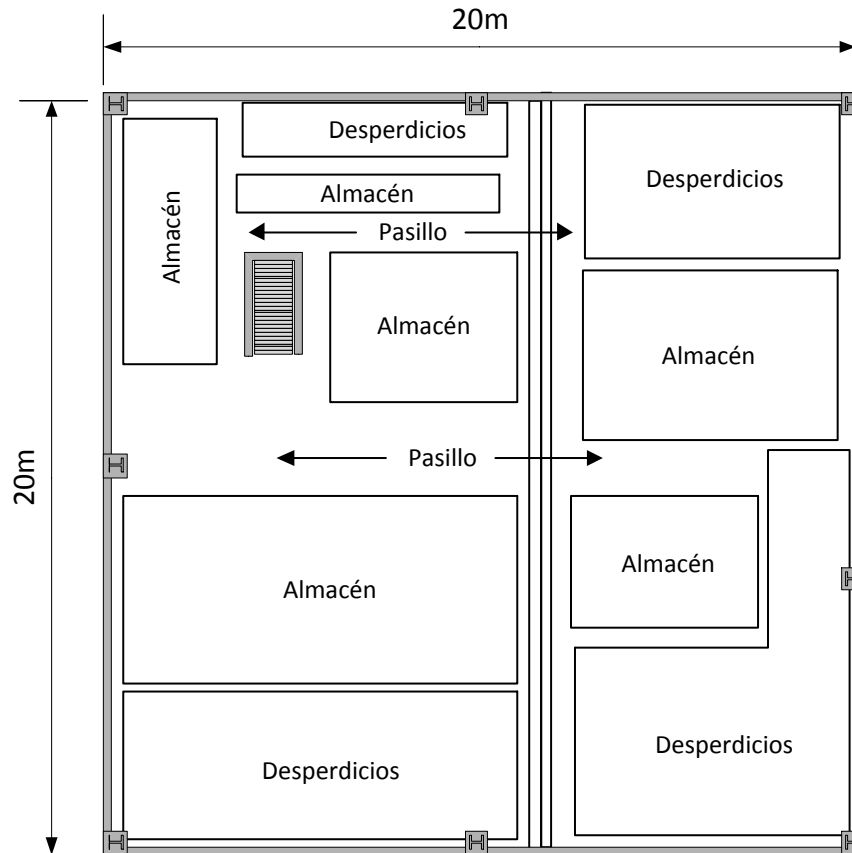 20m
Desperdicios
Desperdicios
Almacén
Almacén
Pasillo
Almacén
Almacén
Pasillo
20m
Almacén
Almacén
Desperdicios
Desperdicios